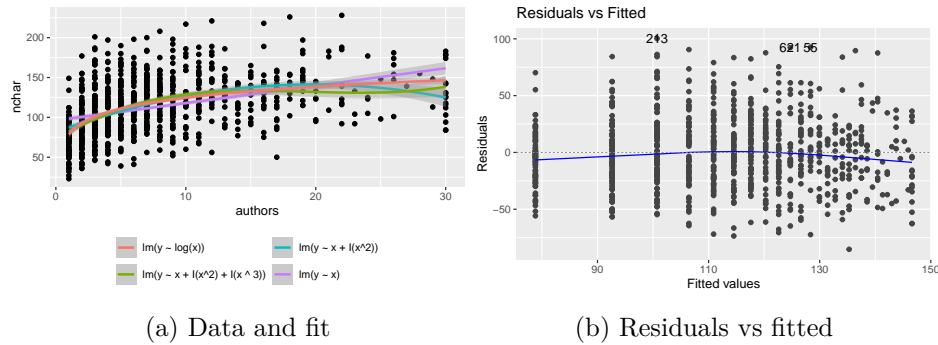 200
150
100
50
nchar
0
10
20
30
authors
lm(y ~ log(x))
lm(y ~ x + I(x^2))
lm(y ~ x + I(x^2) + I(x ^ 3))
lm(y ~ x)
(a) Data and fit
Residuals vs Fitted
100
50
0
−50
Residuals
213
90
110
130
150
Fitted values
(b) Residuals vs fitted